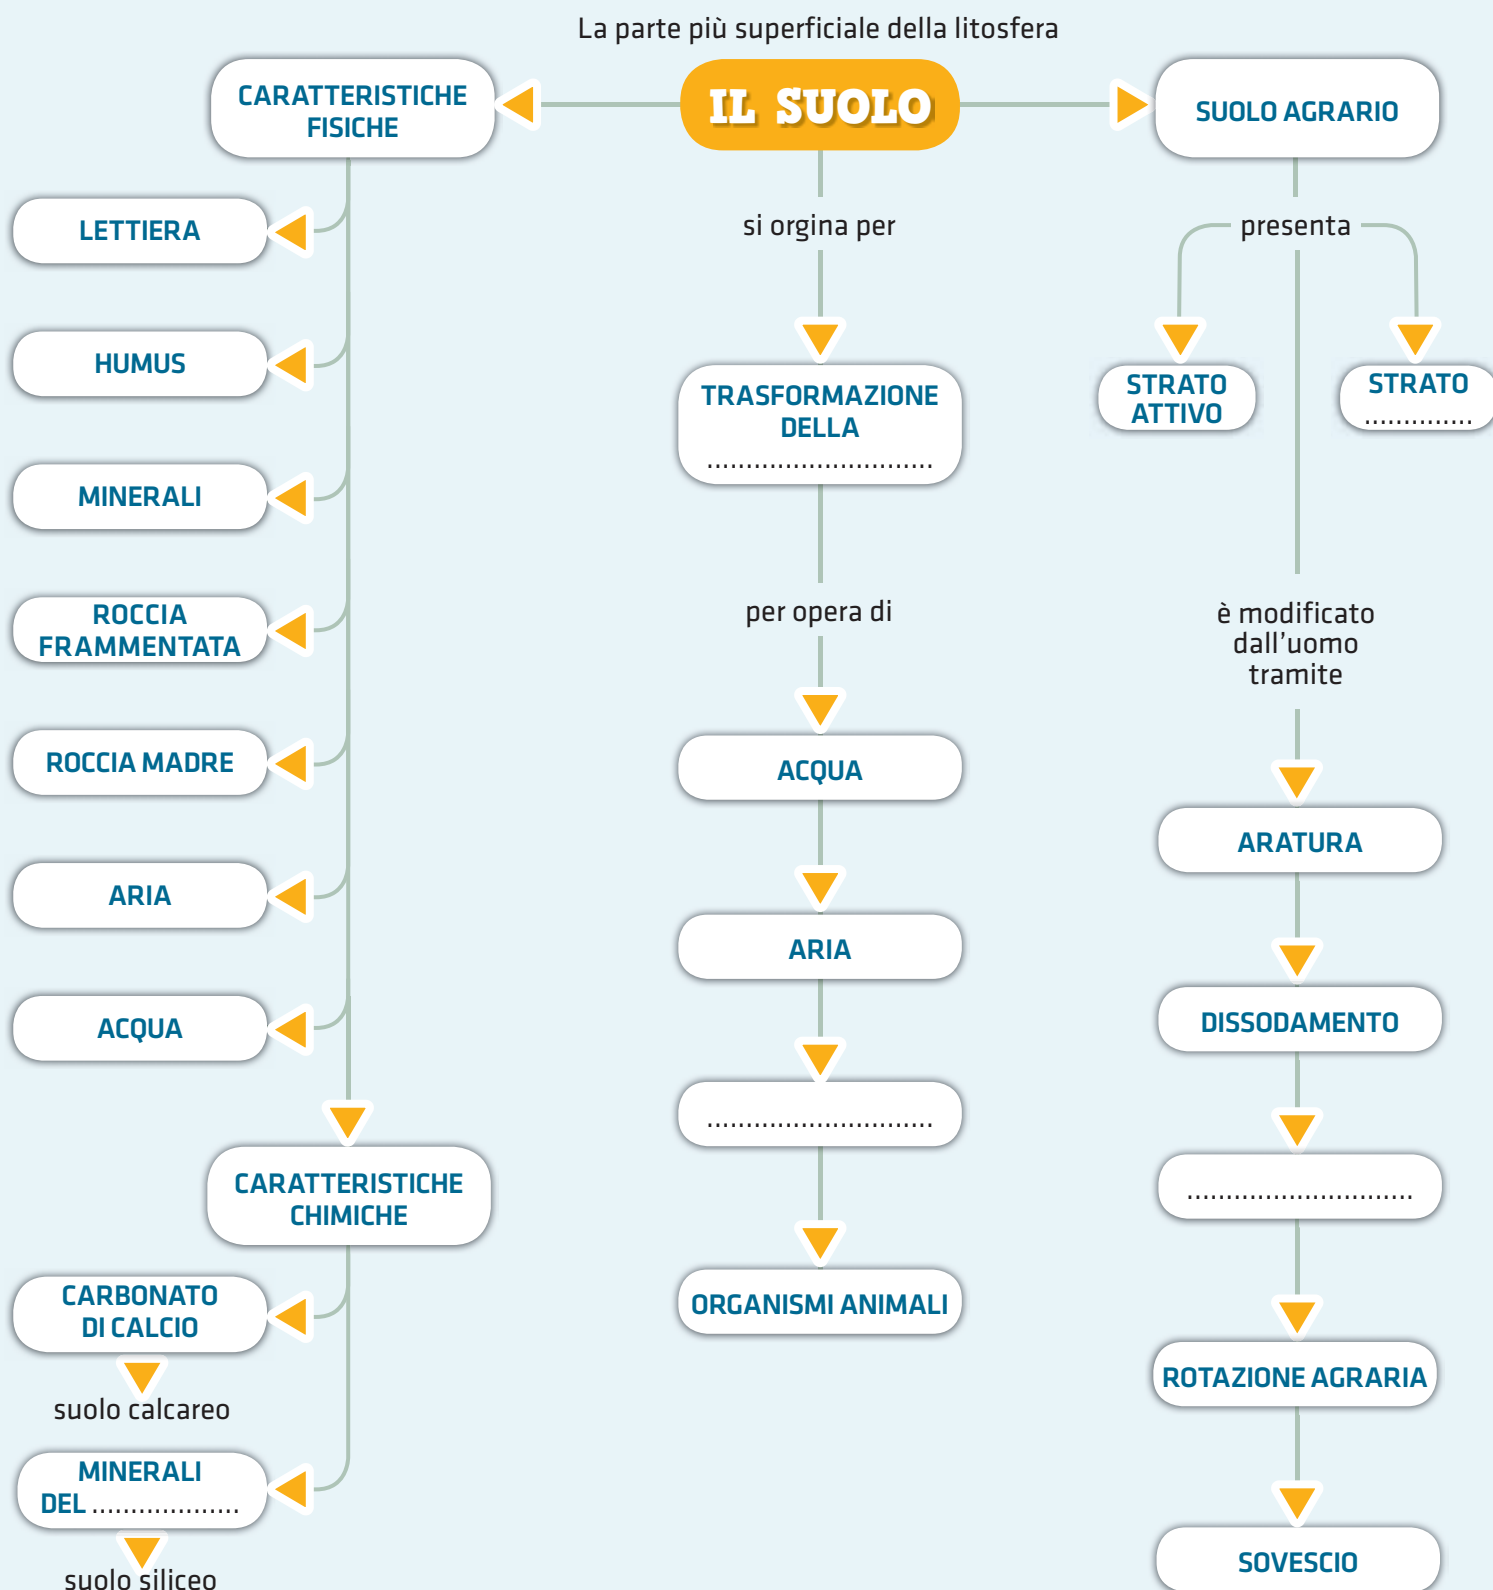 La parte più superficiale della litosfera
IL SUOLO
CARATTERISTICHE
FISICHE
LETTIERA
HUMUS
MINERALI
ROCCIA
FRAMMENTATA
ROCCIA MADRE
ARIA
ACQUA
CARATTERISTICHE
CHIMICHE
CARBONATO
DI CALCIO
suolo calcareo
MINERALI
DEL ...................
suolo siliceo
si orgina per
TRASFORMAZIONE
DELLA
.............................
per opera di
ACQUA
ARIA
.............................
ORGANISMI ANIMALI
SUOLO AGRARIO
presenta
STRATO
ATTIVO
STRATO
..............
è modificato
dall'uomo
tramite
ARATURA
DISSODAMENTO
.............................
ROTAZIONE AGRARIA
SOVESCIO